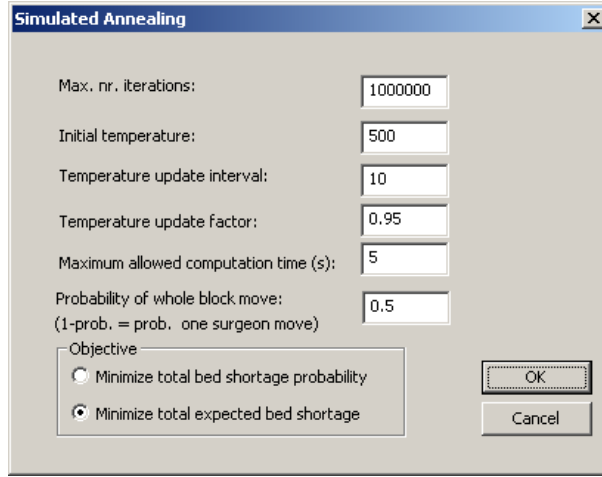 Simulated Annealing
Max. nr. iterations: 1000000
Initial temperature: 500
Temperature update interval: 10
Temperature update factor: 0.95
Maximum allowed computation time (s): 5
Probability of whole block move: 0.5
(1-prob. = prob. one surgeon move)
Objective
Minimize total bed shortage probability
Minimize total expected bed shortage
OK
Cancel